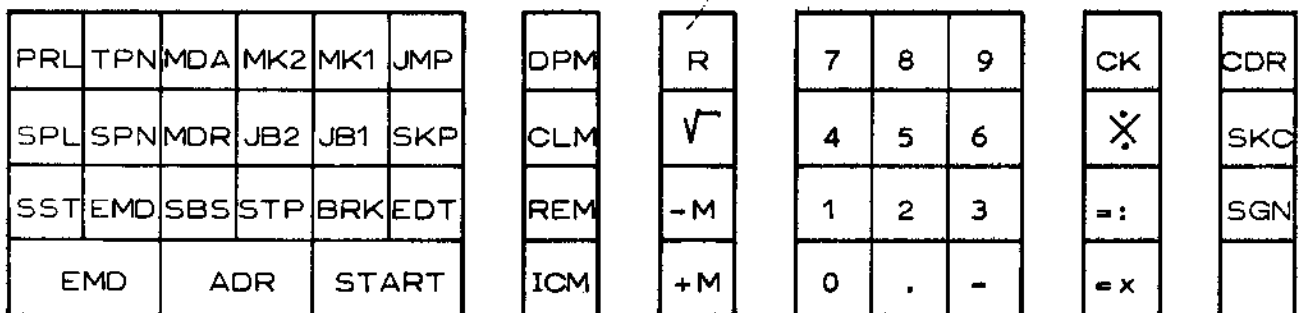 PRL TPN MDA MK2 MK1 JMP DPM R 7 8 9 CK CDR
SPL SPN MDR JB2 JB1 SKP CLM √ 4 5 6 ※ SKC
SST EMD SBS STP BRK EDT REM -M 1 2 3 =: SGN
EMD ADR START ICM +M 0 . - =x